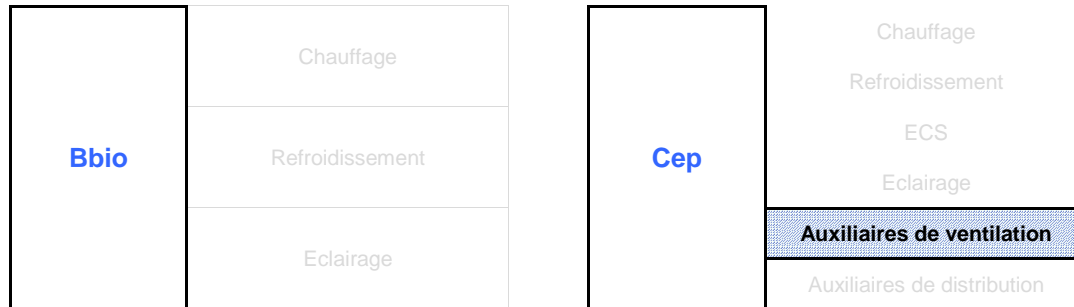 Bbio
Chauffage
Refroidissement
Eclairage
Cep
Chauffage
Refroidissement
ECS
Eclairage
Auxiliaires de ventilation
Auxiliaires de distribution